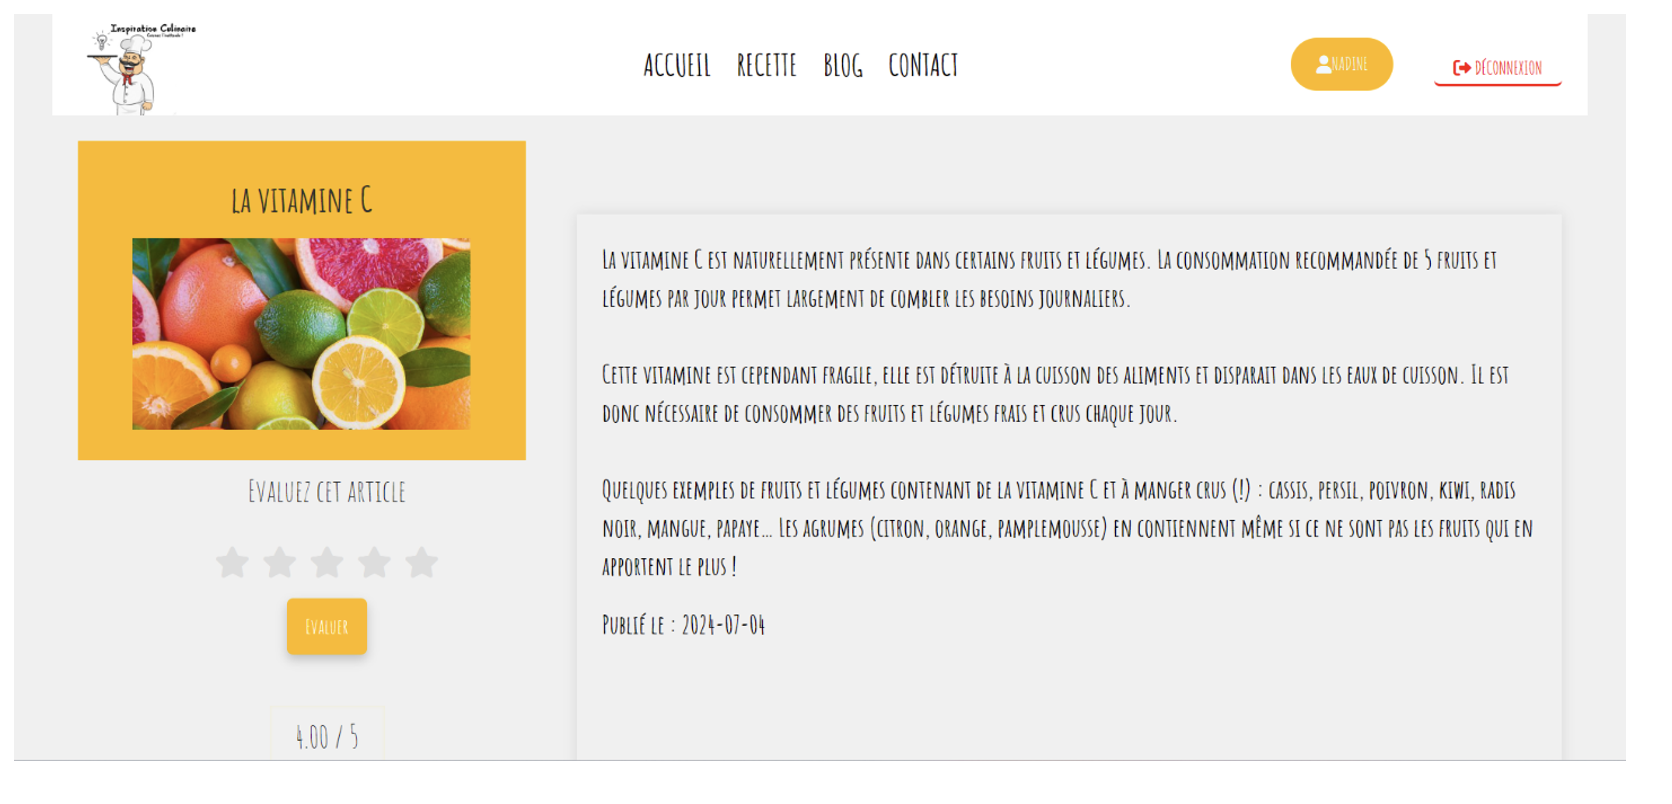 Inspiration Culinaire
ACCUEIL RECETTE BLOG CONTACT
NADINE
DÉCONNEXION
LA VITAMINE C
Evaluez cet article
Evaluer
4.00 / 5
La vitamine C est naturellement présente dans certains fruits et légumes. La consommation recommandée de 5 fruits et
légumes par jour permet largement de combler les besoins journaliers.
Cette vitamine est cependant fragile, elle est détruite à la cuisson des aliments et disparait dans les eaux de cuisson. Il est
donc nécessaire de consommer des fruits et légumes frais et crus chaque jour.
Quelques exemples de fruits et légumes contenant de la vitamine C et à manger crus (!) : cassis, persil, poivron, kiwi, radis
noir, mangue, papaye… Les agrumes (citron, orange, pamplemousse) en contiennent même si ce ne sont pas les fruits qui en
apportent le plus !
Publié le : 2024-07-04